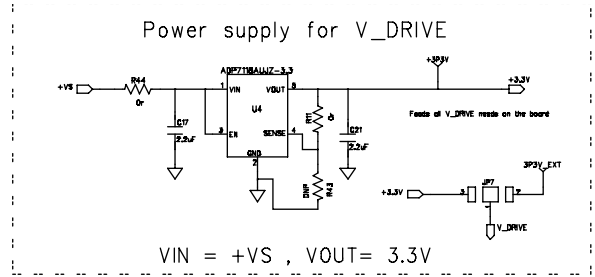 Power supply for V_DRIVE
+3P3V
ADP7118AUJZ-3.3
+VS
R44
0r
1
VIN
VOUT
+3.3V
U4
R11
0r
Feeds all V_DRIVE needs on the board
C17
2.2uF
3
EN
SENSE
4
C21
2.2uF
GND
2
DNP
R43
3P3V_EXT
+3.3V
JP7
V_DRIVE
VIN = +VS , VOUT= 3.3V